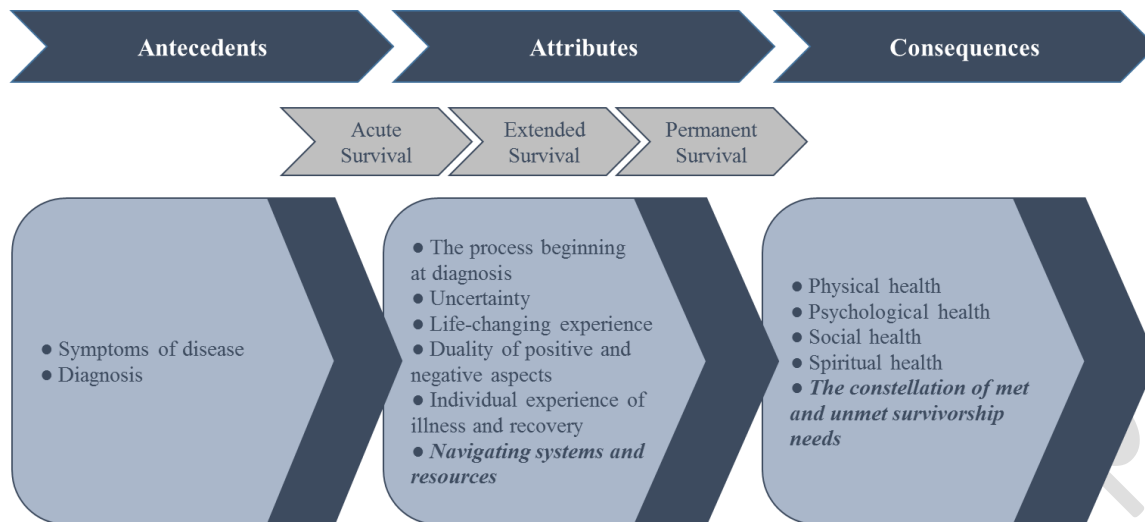 Antecedents
Attributes
Consequences
Acute
Survival
Extended
Survival
Permanent
Survival
● Symptoms of disease
● Diagnosis
● The process beginning
at diagnosis
● Uncertainty
● Life-changing experience
● Duality of positive and
negative aspects
● Individual experience of
illness and recovery
● Navigating systems and
resources
● Physical health
● Psychological health
● Social health
● Spiritual health
● The constellation of met
and unmet survivorship
needs